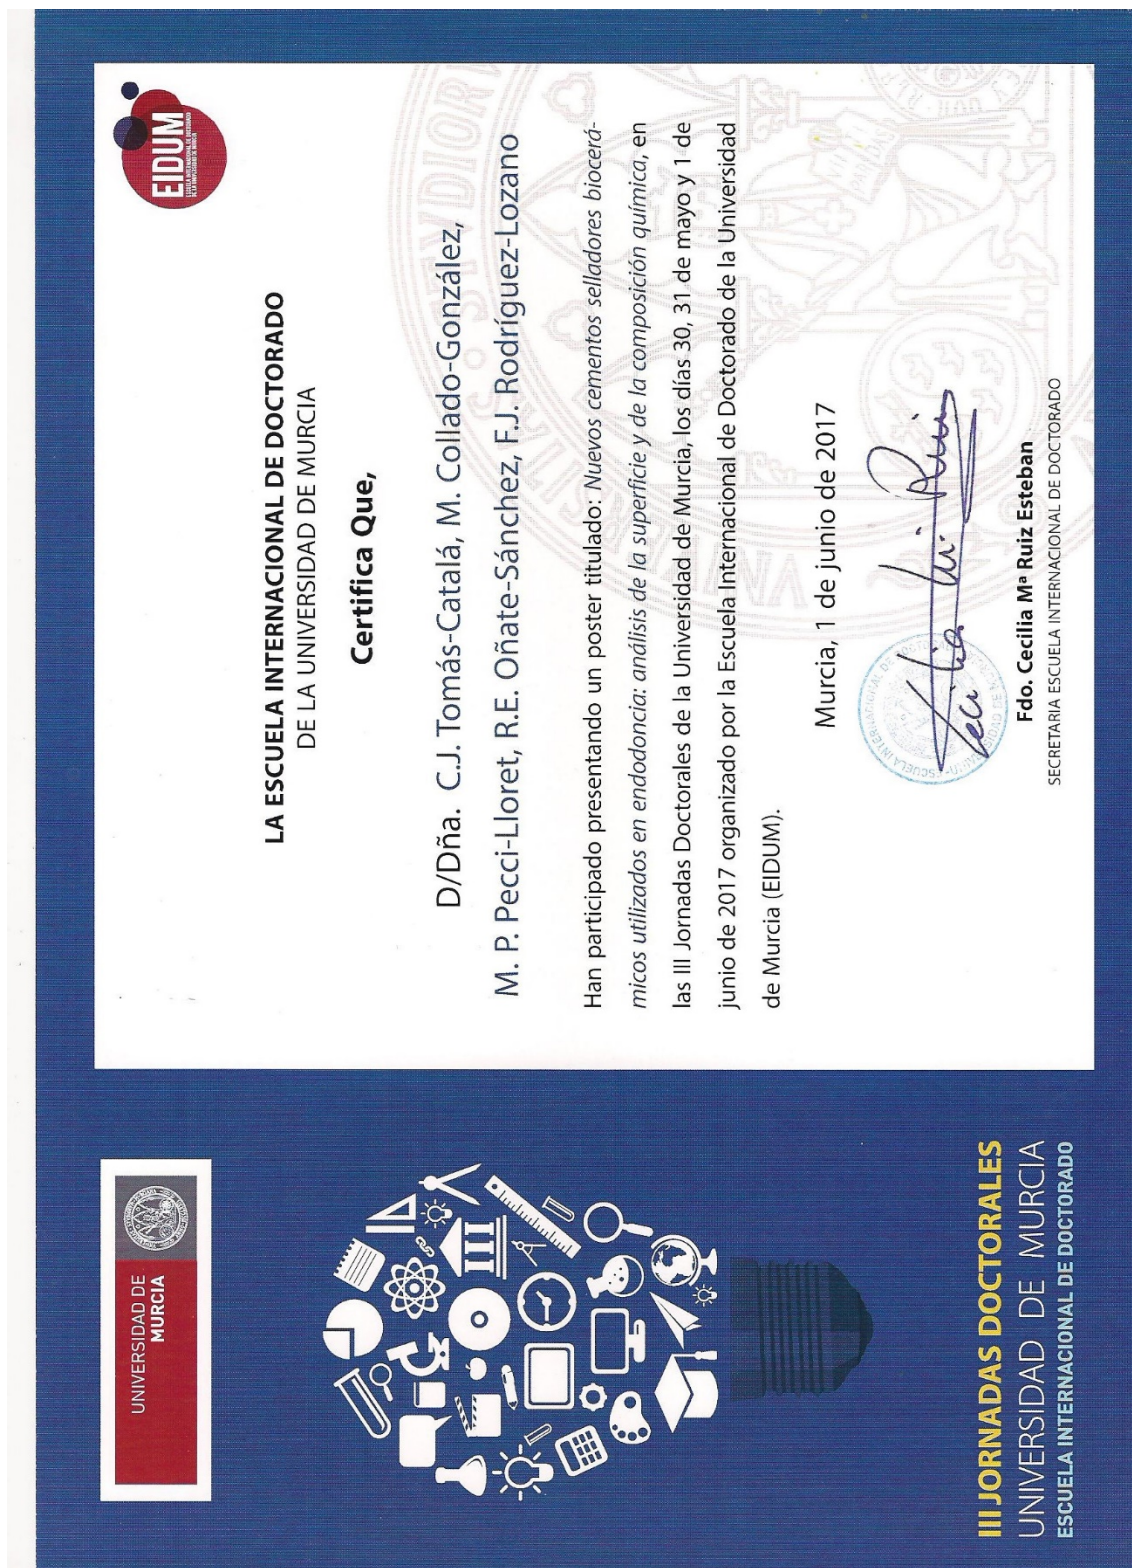 UNIVERSIDAD DE
MURCIA
III JORNADAS DOCTORALES
UNIVERSIDAD DE MURCIA
ESCUELA INTERNACIONAL DE DOCTORADO
EIDUM
LA ESCUELA INTERNACIONAL DE DOCTORADO
DE LA UNIVERSIDAD DE MURCIA
Certifica Que,
D/Dña. C.J. Tomás-Catalá, M. Collado-González,
M. P. Pecci-Lloret, R.E. Oñate-Sánchez, F.J. Rodríguez-Lozano
Han participado presentando un poster titulado: Nuevos cementos selladores biocerá-
micos utilizados en endodoncia: análisis de la superficie y de la composición química, en
las III Jornadas Doctorales de la Universidad de Murcia, los días 30, 31 de mayo y 1 de
junio de 2017 organizado por la Escuela Internacional de Doctorado de la Universidad
de Murcia (EIDUM).
Murcia, 1 de junio de 2017
Fdo. Cecilia Mª Ruiz Esteban
SECRETARIA ESCUELA INTERNACIONAL DE DOCTORADO